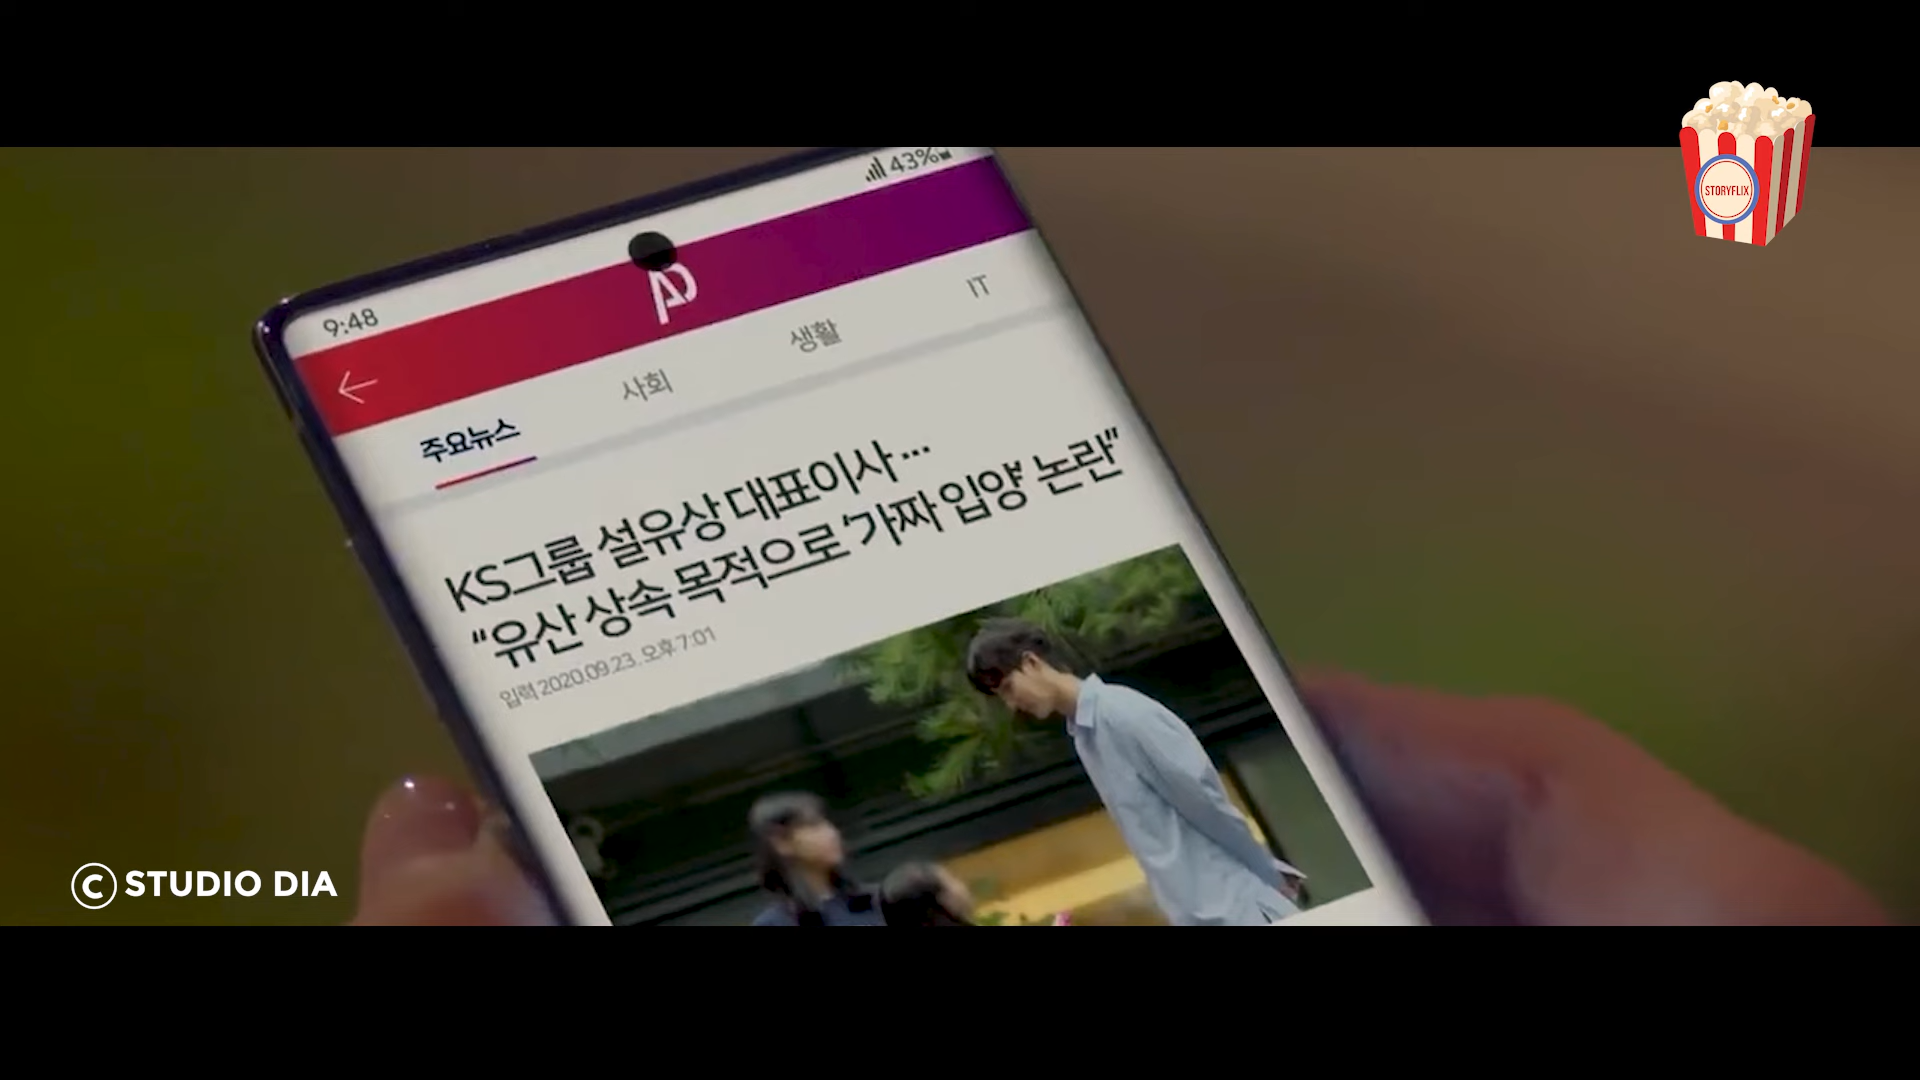 STORYFLIX
43%
9:48
AD
주요뉴스
사회
생활
IT
KS그룹 설유상 대표이사...
“유산 상속 목적으로 '가짜 입양' 논란”
입력 2020.09.23. 오후 7:01
© STUDIO DIA